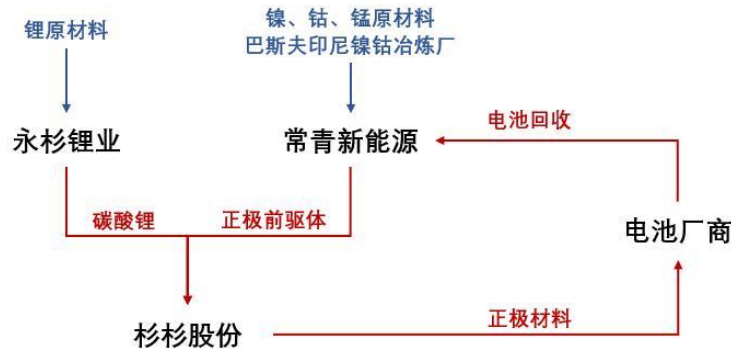 锂原材料
镍、钴、锰原材料
巴斯夫印尼镍钴冶炼厂
永杉锂业
常青新能源
电池回收
碳酸锂
正极前驱体
电池厂商
杉杉股份
正极材料